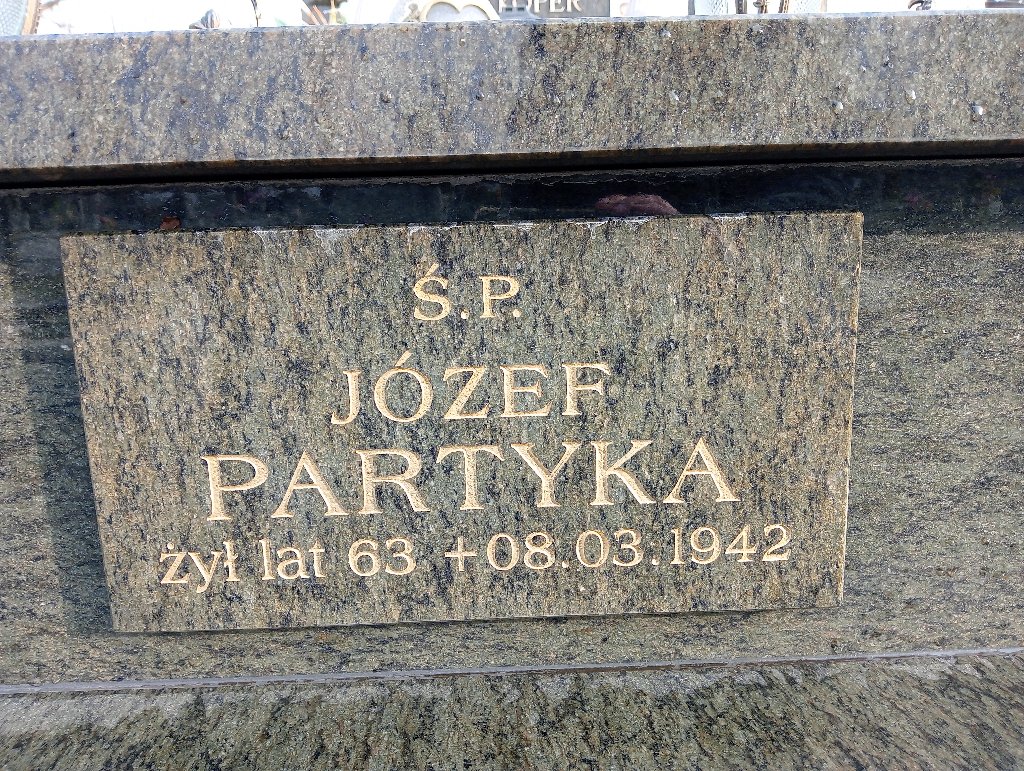 Ś.P.
JÓZEF
PARTYKA
żył lat 63 +08.03.1942